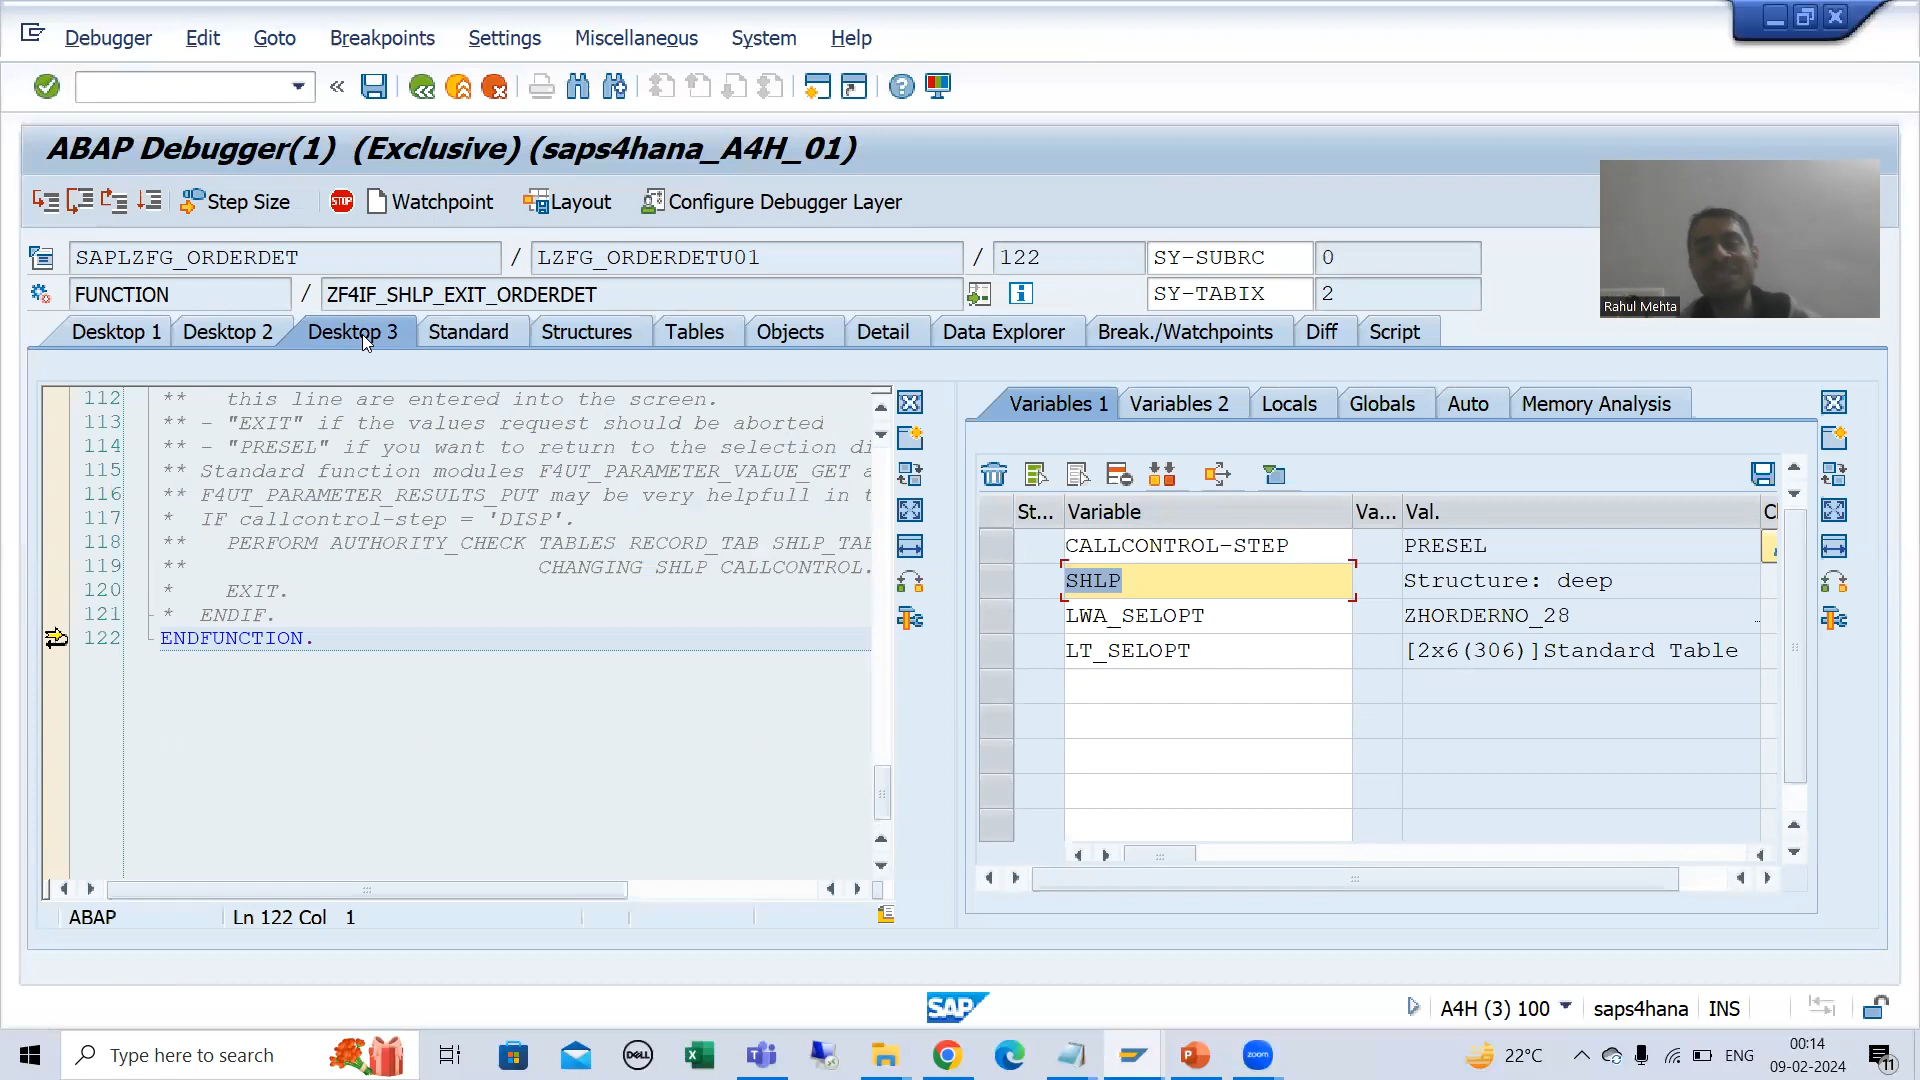 Debugger Edit Goto Breakpoints Settings Miscellaneous System Help
ABAP Debugger(1) (Exclusive) (saps4hana_A4H_01)
Step Size STOP Watchpoint Layout Configure Debugger Layer
SAPLZFG_ORDERDET / LZFG_ORDERDETU01 / 122 SY-SUBRC 0
FUNCTION / ZF4IF_SHLP_EXIT_ORDERDET SY-TABIX 2
Rahul Mehta
Desktop 1 Desktop 2 Desktop 3 Standard Structures Tables Objects Detail Data Explorer Break./Watchpoints Diff Script
112 ** this line are entered into the screen.
113 ** - "EXIT" if the values request should be aborted
114 ** - "PRESEL" if you want to return to the selection di
115 ** Standard function modules F4UT_PARAMETER_VALUE_GET a
116 ** F4UT_PARAMETER_RESULTS_PUT may be very helpfull in t
117 * IF callcontrol-step = 'DISP'.
118 ** PERFORM AUTHORITY_CHECK TABLES RECORD_TAB SHLP_TAB
119 ** CHANGING SHLP CALLCONTROL.
120 * EXIT.
121 * ENDIF.
122 ENDFUNCTION.
ABAP Ln 122 Col 1
Variables 1 Variables 2 Locals Globals Auto Memory Analysis
St... Variable Va... Val. C
CALLCONTROL-STEP PRESEL
SHLP Structure: deep
LWA_SELOPT ZHORDERNO_28
LT_SELOPT [2x6(306)]Standard Table
SAP
A4H (3) 100 saps4hana INS
Type here to search
DELL
zoom
22°C
ENG
00:14
09-02-2024
11